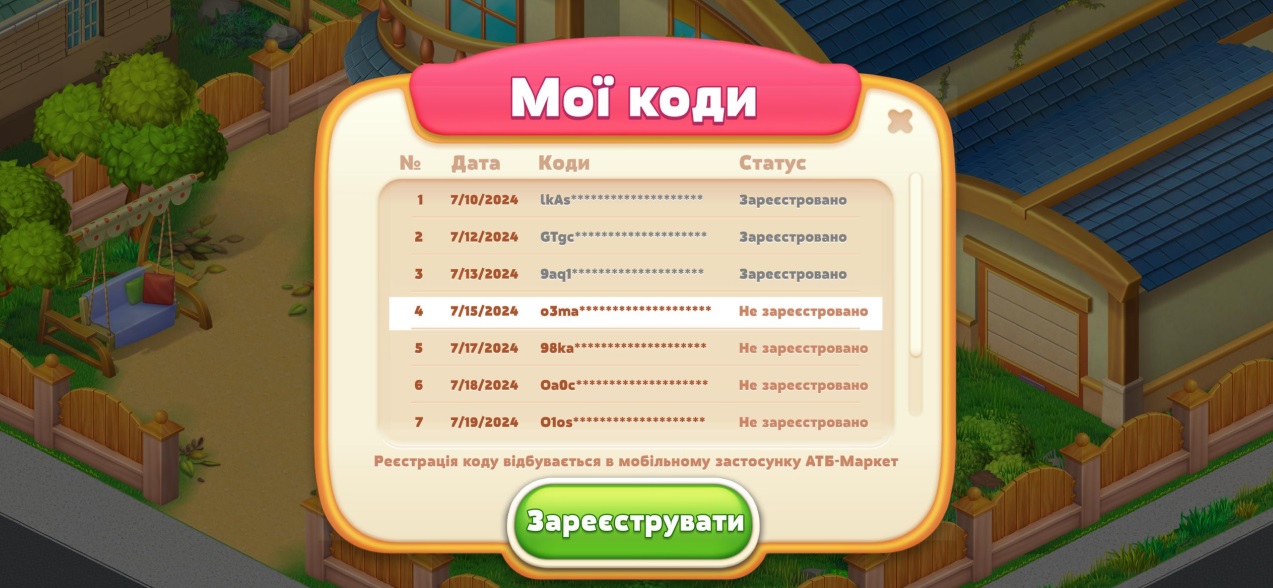 Мої коди
№ Дата Коди Статус
1 7/10/2024 lkAs******************** Зареєстровано
2 7/12/2024 GTgc******************** Зареєстровано
3 7/13/2024 9aq1******************** Зареєстровано
4 7/15/2024 o3ma******************** Не зареєстровано
5 7/17/2024 98ka******************** Не зареєстровано
6 7/18/2024 Oa0c******************** Не зареєстровано
7 7/19/2024 O1os******************** Не зареєстровано
Реєстрація коду відбувається в мобільному застосунку АТБ-Маркет
Зареєструвати